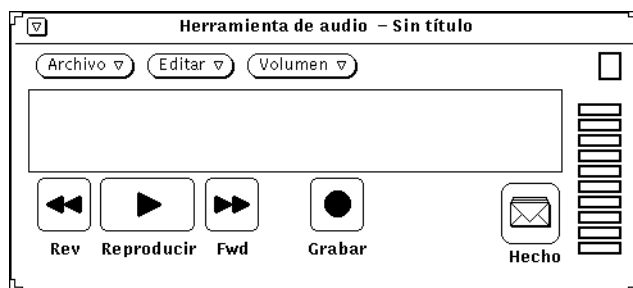 Herramienta de audio – Sin título
Archivo Editar Volumen
Rev Reproducir Fwd Grabar Hecho